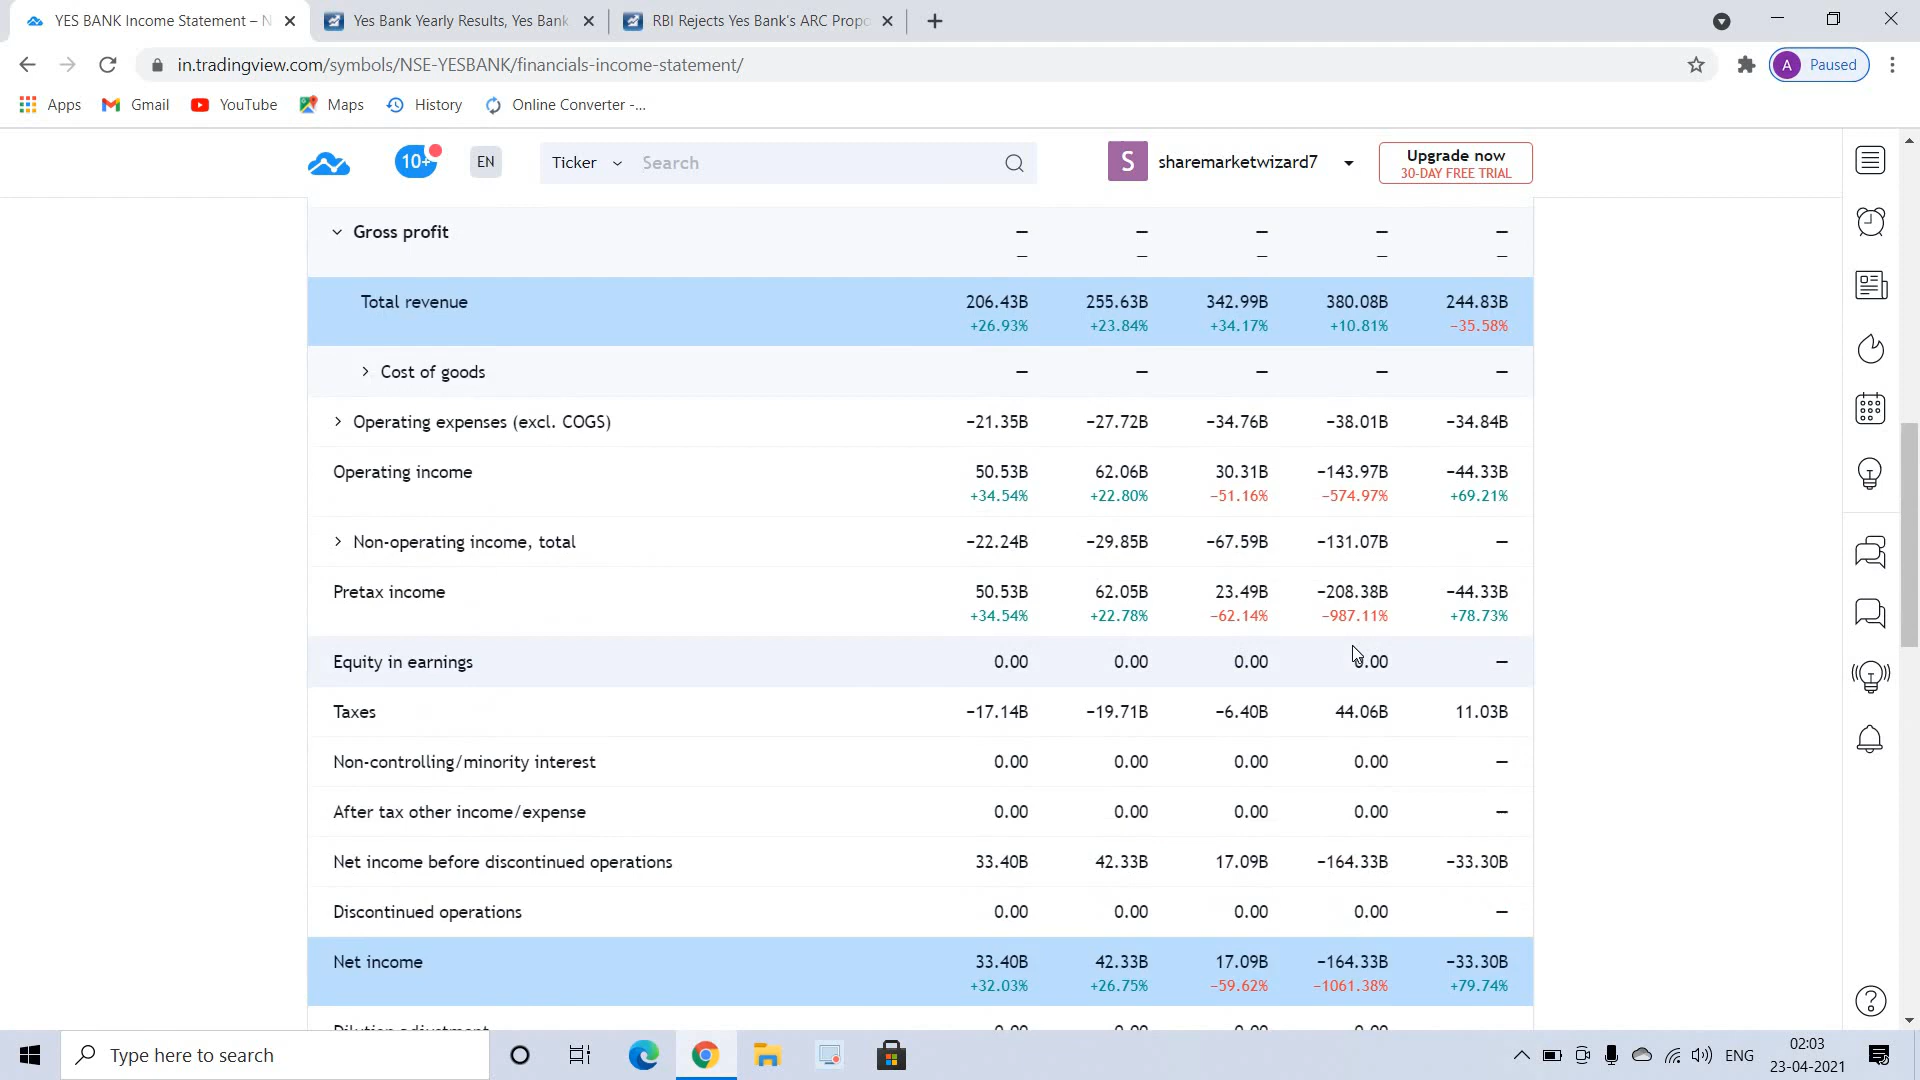 YES BANK Income Statement – N
Yes Bank Yearly Results, Yes Bank
RBI Rejects Yes Bank's ARC Propo
in.tradingview.com/symbols/NSE-YESBANK/financials-income-statement/
A Paused
Apps Gmail YouTube Maps History Online Converter -...
10+ EN Ticker Search S sharemarketwizard7 Upgrade now
30-DAY FREE TRIAL
Gross profit — — — — —
— — — — —
Total revenue 206.43B 255.63B 342.99B 380.08B 244.83B
+26.93% +23.84% +34.17% +10.81% −35.58%
Cost of goods — — — — —
Operating expenses (excl. COGS) −21.35B −27.72B −34.76B −38.01B −34.84B
Operating income 50.53B 62.06B 30.31B −143.97B −44.33B
+34.54% +22.80% −51.16% −574.97% +69.21%
Non-operating income, total −22.24B −29.85B −67.59B −131.07B —
Pretax income 50.53B 62.05B 23.49B −208.38B −44.33B
+34.54% +22.78% −62.14% −987.11% +78.73%
Equity in earnings 0.00 0.00 0.00 0.00 —
Taxes −17.14B −19.71B −6.40B 44.06B 11.03B
Non-controlling/minority interest 0.00 0.00 0.00 0.00 —
After tax other income/expense 0.00 0.00 0.00 0.00 —
Net income before discontinued operations 33.40B 42.33B 17.09B −164.33B −33.30B
Discontinued operations 0.00 0.00 0.00 0.00 —
Net income 33.40B 42.33B 17.09B −164.33B −33.30B
+32.03% +26.75% −59.62% −1061.38% +79.74%
Dilution adjustment 0.00 0.00 0.00 0.00 —
Type here to search
ENG
02:03
23-04-2021